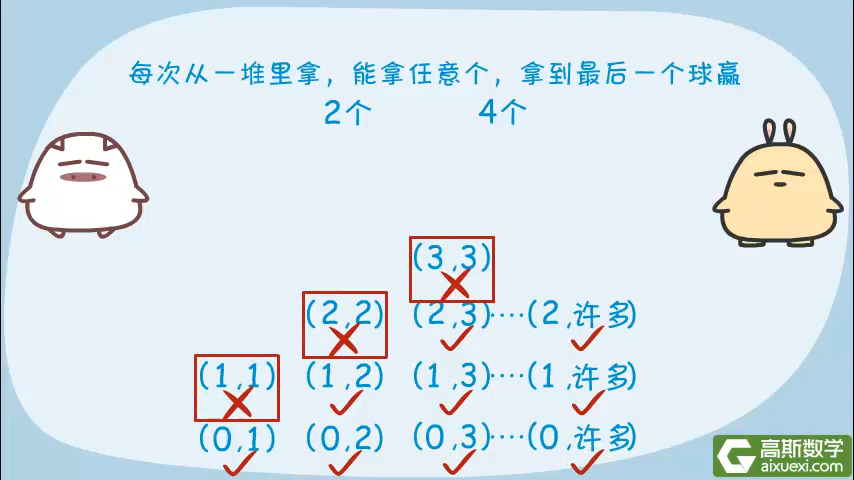 每次从一堆里拿，能拿任意个，拿到最后一个球赢
2个 4个
(3,3)
(2,2) (2,3)····(2,许多)
(1,1) (1,2) (1,3)····(1,许多)
(0,1) (0,2) (0,3)····(0,许多)
高斯数学
aixuexi.com